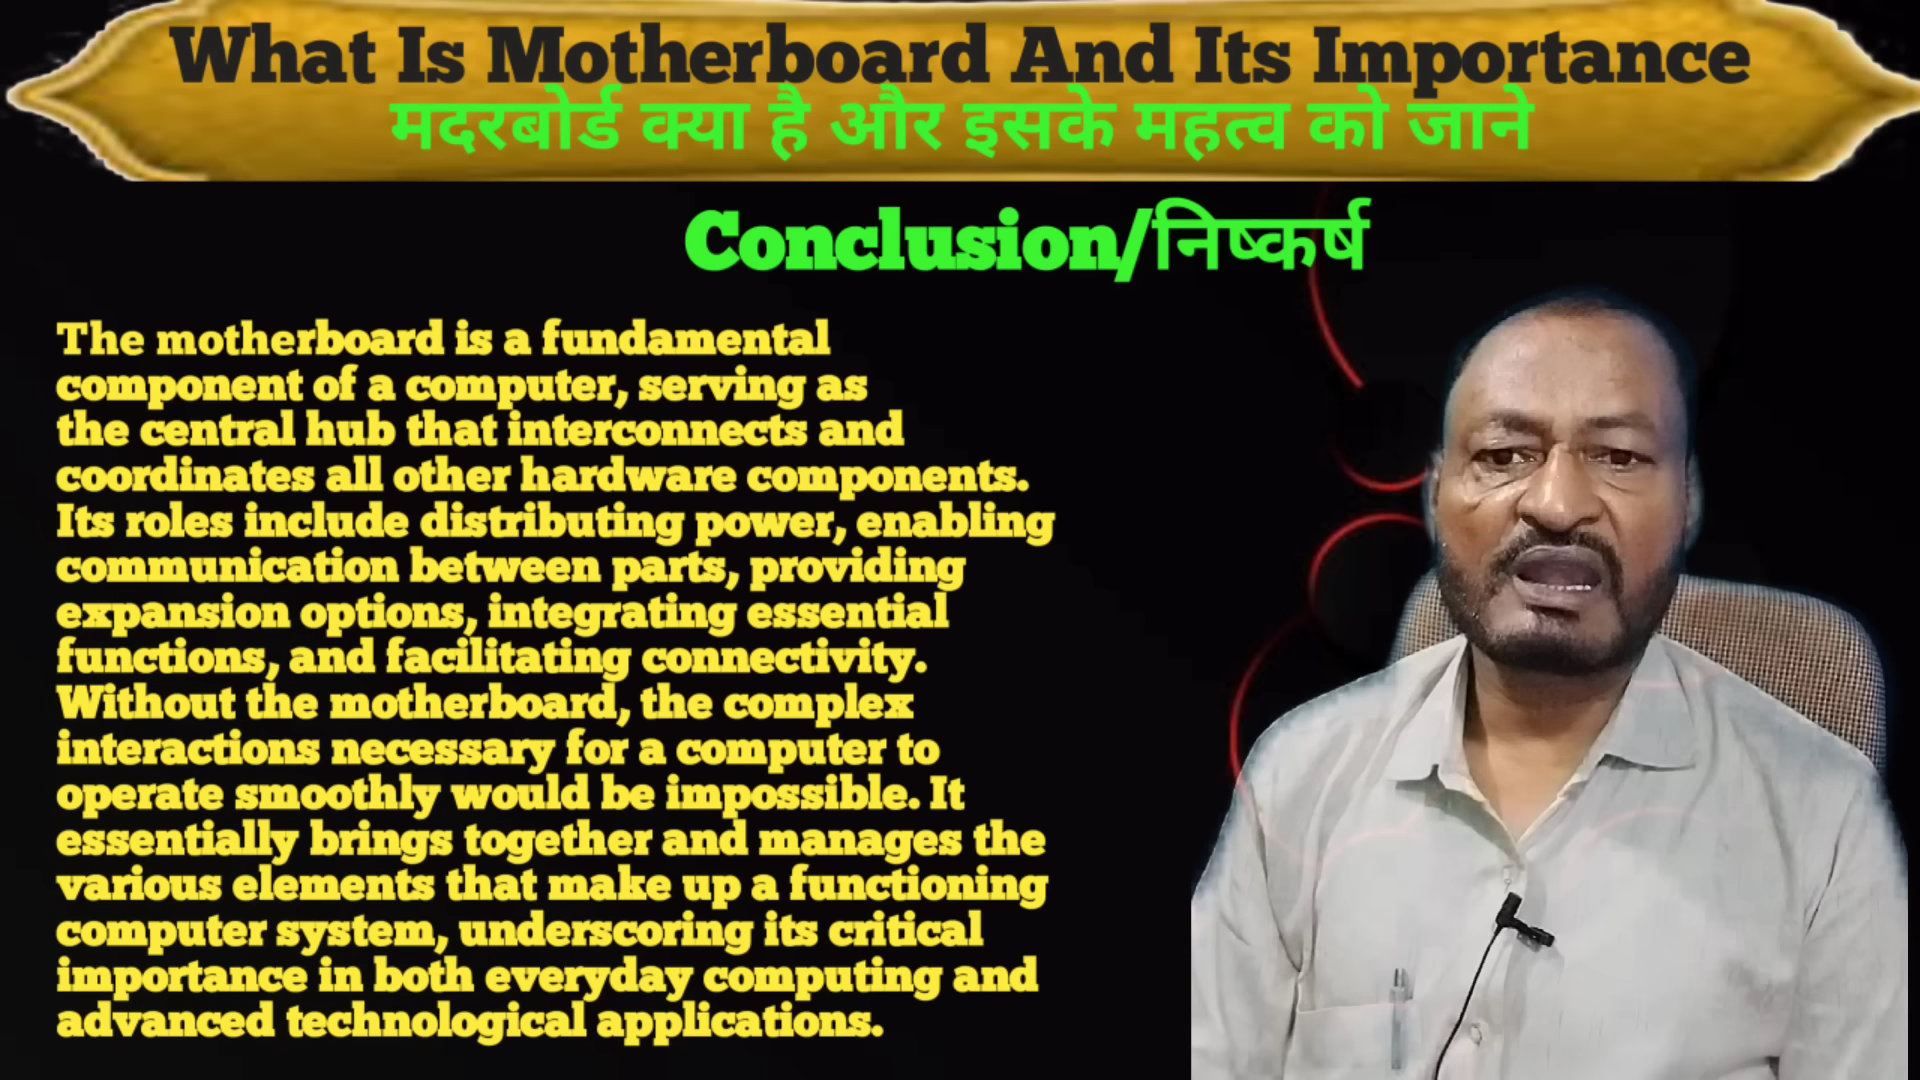 What Is Motherboard And Its Importance
मदरबोर्ड क्या है और इसके महत्व को जाने
Conclusion/निष्कर्ष
The motherboard is a fundamental
component of a computer, serving as
the central hub that interconnects and
coordinates all other hardware components.
Its roles include distributing power, enabling
communication between parts, providing
expansion options, integrating essential
functions, and facilitating connectivity.
Without the motherboard, the complex
interactions necessary for a computer to
operate smoothly would be impossible. It
essentially brings together and manages the
various elements that make up a functioning
computer system, underscoring its critical
importance in both everyday computing and
advanced technological applications.